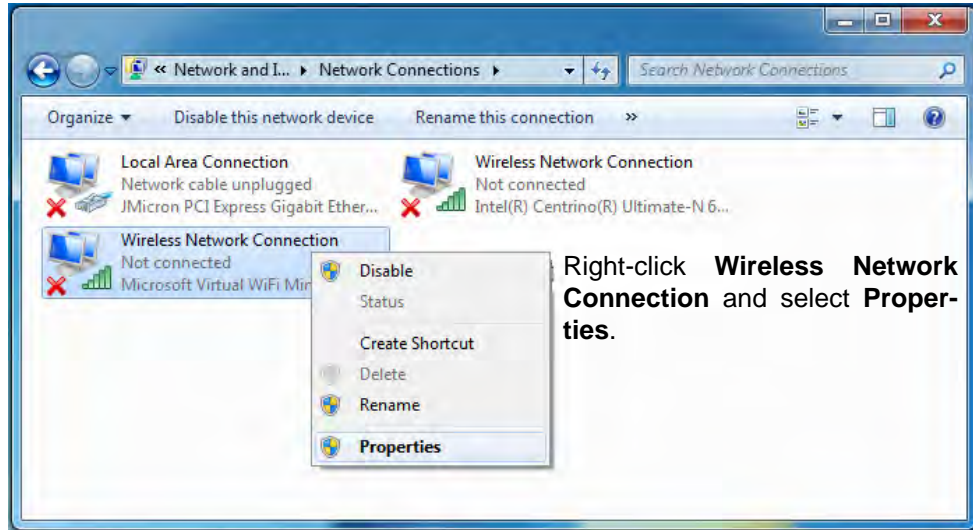 « Network and I... ▸ Network Connections ▸
Search Network Connections
Organize ▾ Disable this network device Rename this connection »
Local Area Connection
Network cable unplugged
JMicron PCI Express Gigabit Ether...
Wireless Network Connection
Not connected
Intel(R) Centrino(R) Ultimate-N 6...
Wireless Network Connection
Not connected
Microsoft Virtual WiFi Min
Disable
Status
Create Shortcut
Delete
Rename
Properties
Right-click Wireless Network
Connection and select Proper-
ties.